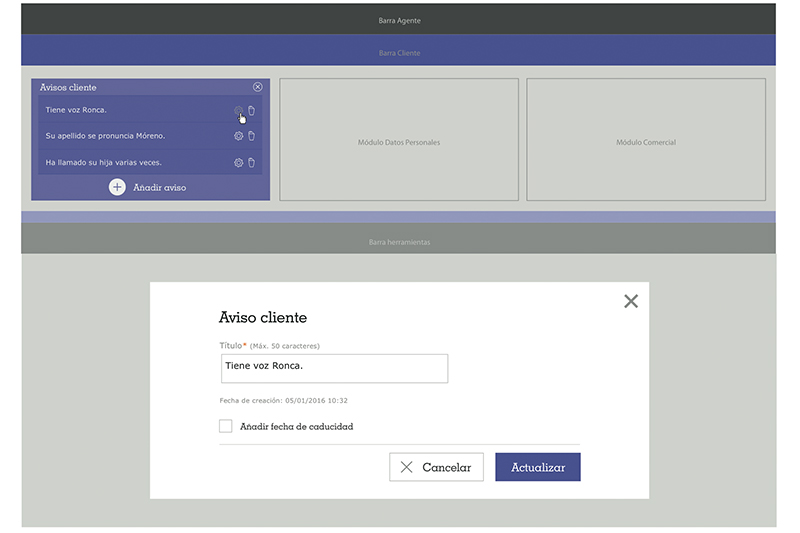 Barra Agente
Barra Cliente
Avisos cliente
Tiene voz Ronca.
Su apellido se pronuncia Móreno.
Ha llamado su hija varias veces.
Añadir aviso
Módulo Datos Personales
Módulo Comercial
Barra herramientas
Aviso cliente
Título* (Máx. 50 caracteres)
Tiene voz Ronca.
Fecha de creación: 05/01/2016 10:32
Añadir fecha de caducidad
Cancelar
Actualizar